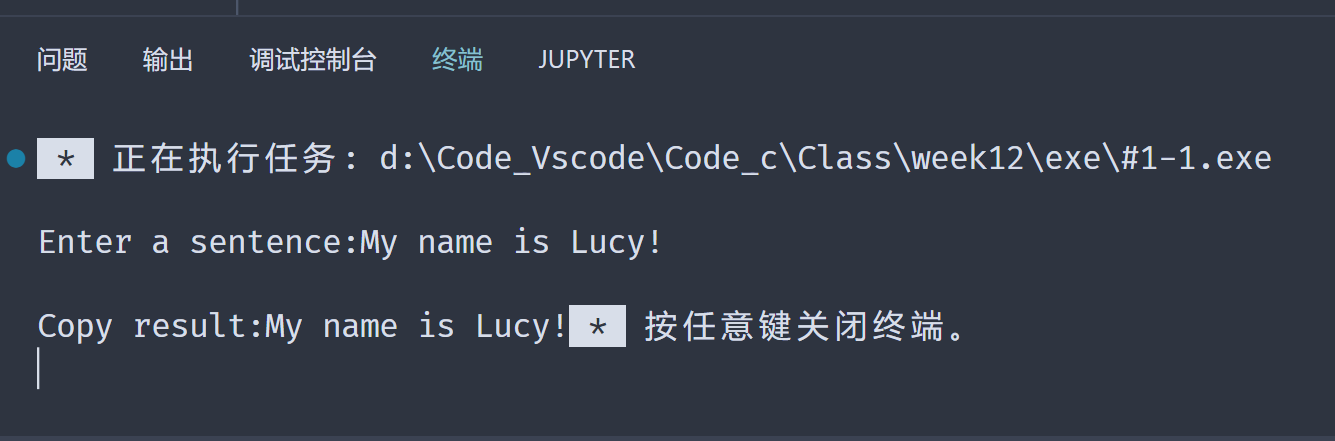 问题 输出 调试控制台 终端 JUPYTER
* 正在执行任务: d:\Code_Vscode\Code_c\Class\week12\exe\#1-1.exe
Enter a sentence:My name is Lucy!
Copy result:My name is Lucy! * 按任意键关闭终端。